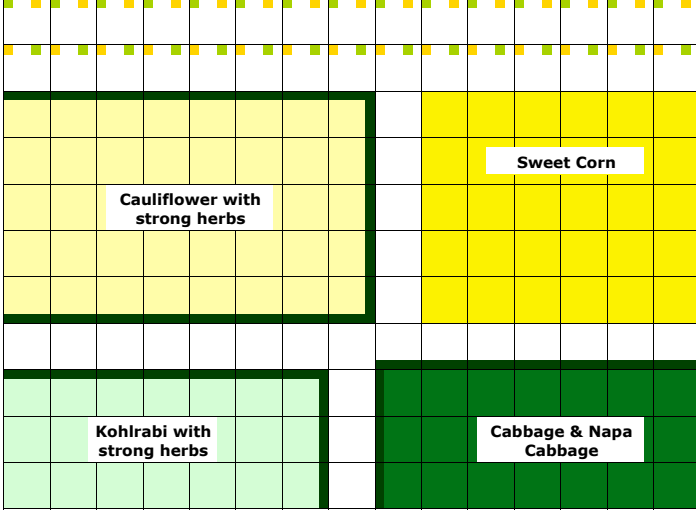 Sweet Corn
Cauliflower with
strong herbs
Kohlrabi with
strong herbs
Cabbage & Napa
Cabbage